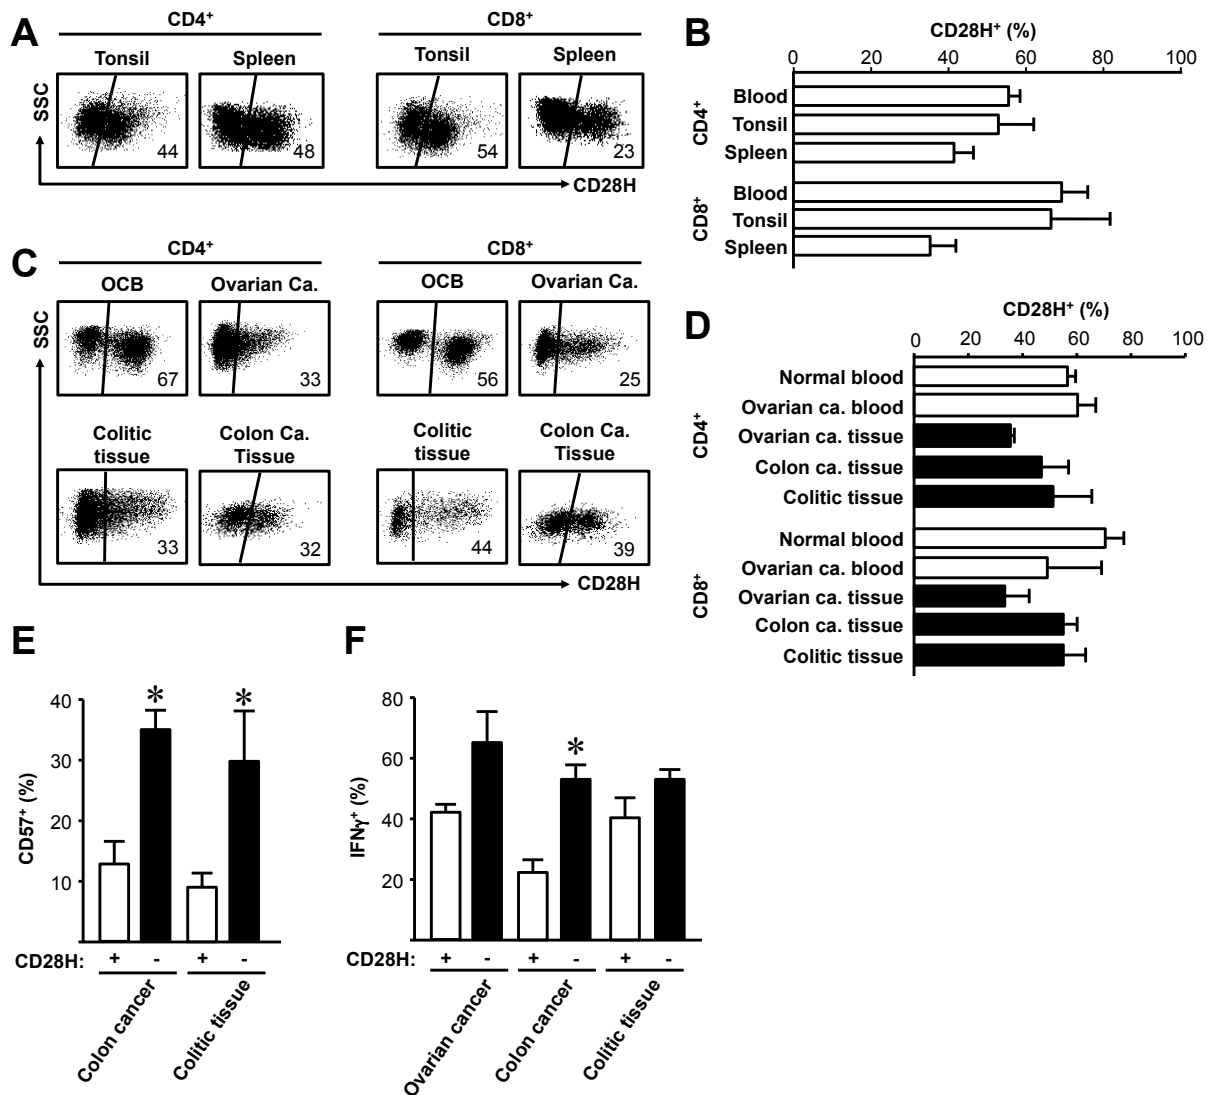 A
CD4⁺
CD8⁺
Tonsil
Spleen
Tonsil
Spleen
SSC
44
48
54
23
CD28H
B
CD28H⁺ (%)
0 20 40 60 80 100
CD4⁺
Blood
Tonsil
Spleen
CD8⁺
Blood
Tonsil
Spleen
C
CD4⁺
CD8⁺
OCB
Ovarian Ca.
OCB
Ovarian Ca.
SSC
67
33
56
25
Colitic
tissue
Colon Ca.
Tissue
Colitic
tissue
Colon Ca.
Tissue
33
32
44
39
CD28H
D
CD28H⁺ (%)
0 20 40 60 80 100
CD4⁺
Normal blood
Ovarian ca. blood
Ovarian ca. tissue
Colon ca. tissue
Colitic tissue
CD8⁺
Normal blood
Ovarian ca. blood
Ovarian ca. tissue
Colon ca. tissue
Colitic tissue
E
CD57⁺ (%)
40
30
20
10
* *
CD28H: + - + -
Colon cancer
Colitic tissue
F
IFNγ⁺ (%)
80
60
40
20
*
CD28H: + - + - + -
Ovarian cancer
Colon cancer
Colitic tissue